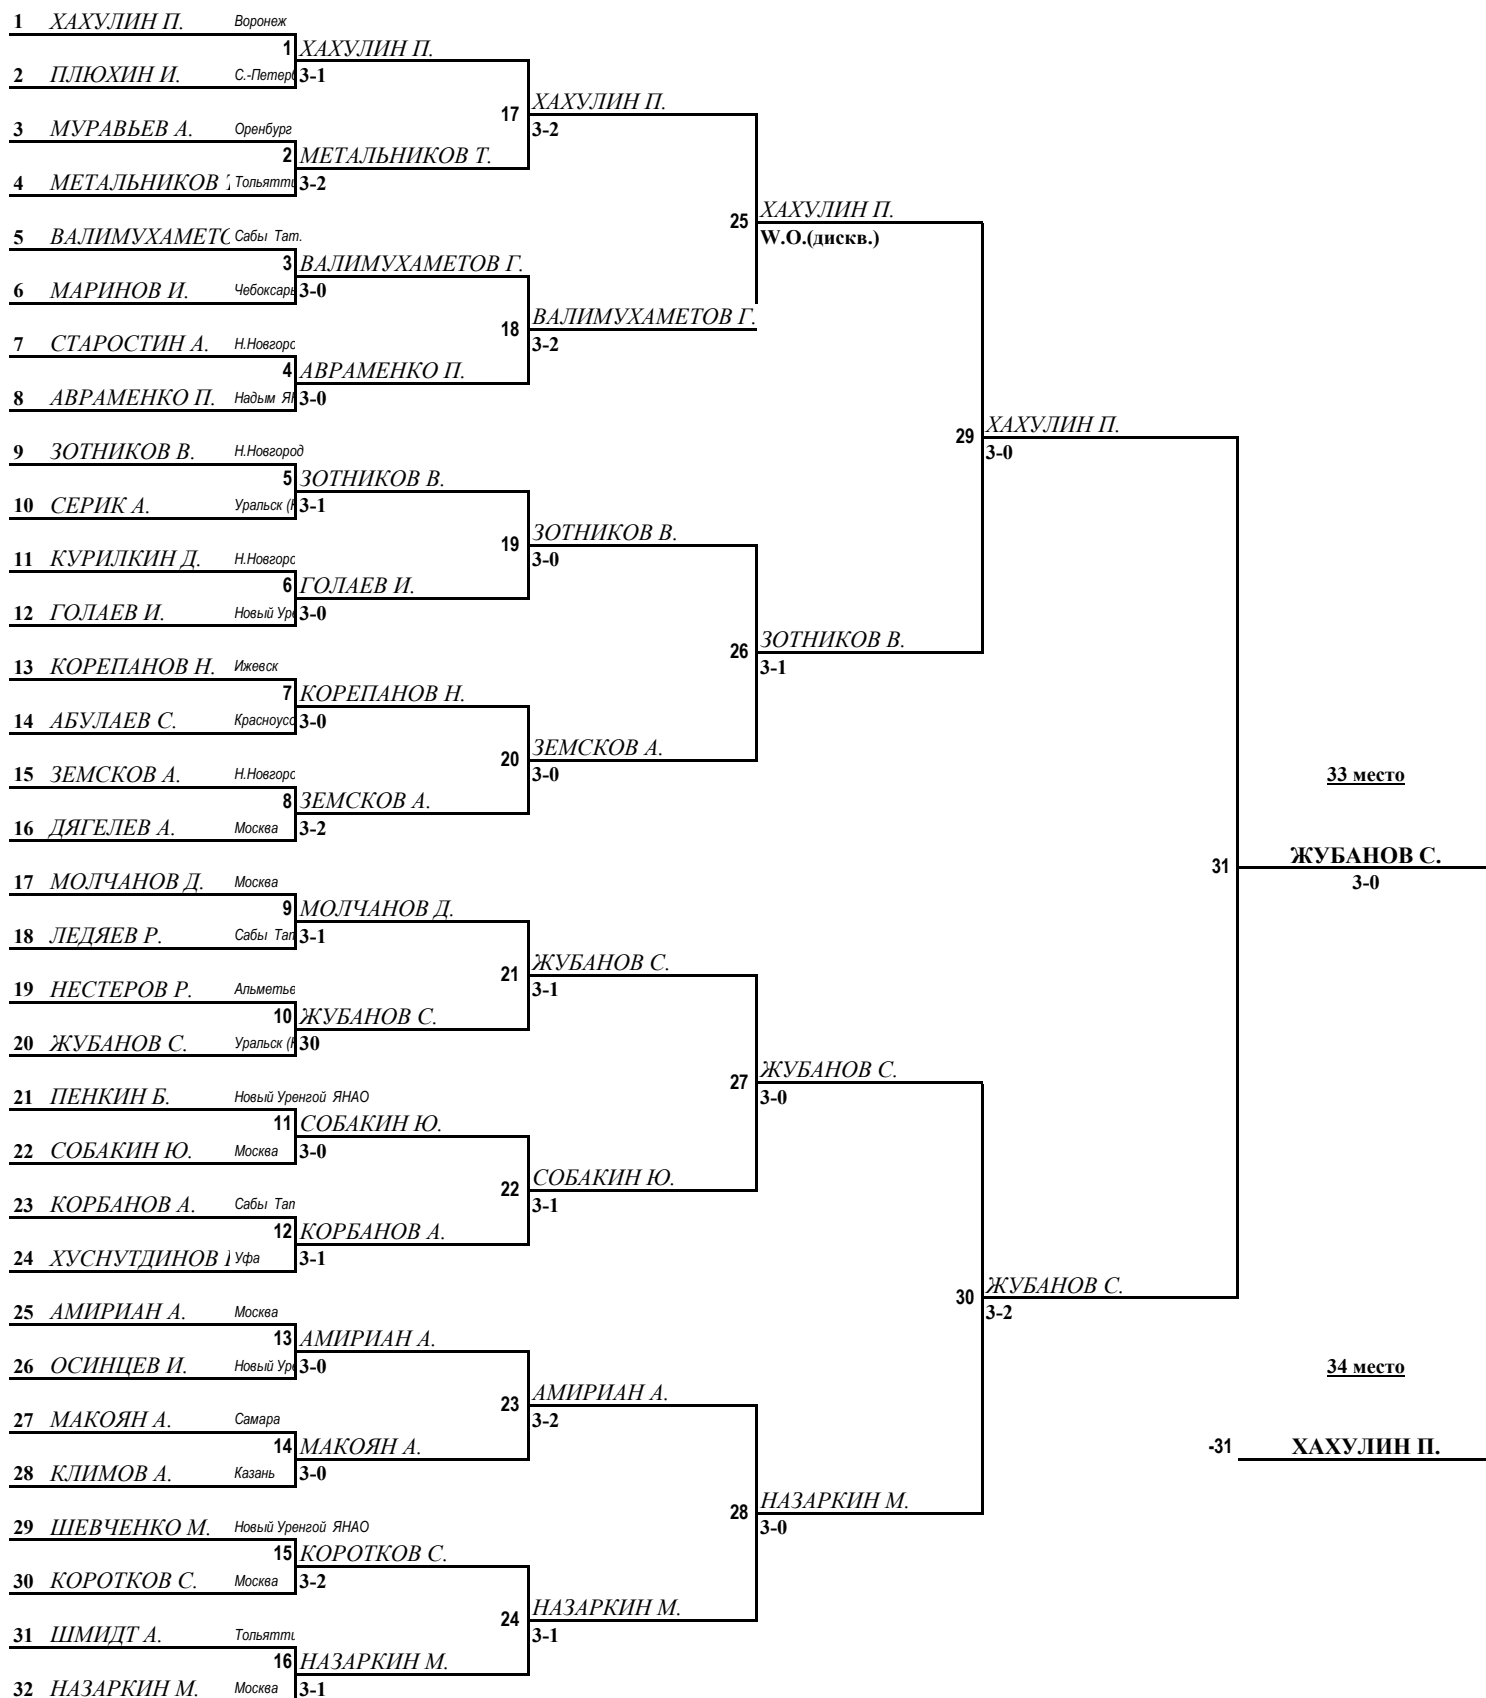 1 ХАХУЛИН П. Воронеж
1 ХАХУЛИН П.
2 ПЛЮХИН И. С.-Петерб 3-1
17 ХАХУЛИН П.
3 МУРАВЬЕВ А. Оренбург 3-2
2 МЕТАЛЬНИКОВ Т.
4 МЕТАЛЬНИКОВ Тольятти 3-2
25 ХАХУЛИН П.
5 ВАЛИМУХАМЕТО Сабы Тат. W.O.(дискв.)
3 ВАЛИМУХАМЕТОВ Г.
6 МАРИНОВ И. Чебоксары 3-0
18 ВАЛИМУХАМЕТОВ Г.
7 СТАРОСТИН А. Н.Новгоро 3-2
4 АВРАМЕНКО П.
8 АВРАМЕНКО П. Надым ЯН 3-0
29 ХАХУЛИН П.
9 ЗОТНИКОВ В. Н.Новгород 3-0
5 ЗОТНИКОВ В.
10 СЕРИК А. Уральск (К 3-1
19 ЗОТНИКОВ В.
11 КУРИЛКИН Д. Н.Новгоро 3-0
6 ГОЛАЕВ И.
12 ГОЛАЕВ И. Новый Уре 3-0
26 ЗОТНИКОВ В.
13 КОРЕПАНОВ Н. Ижевск 3-1
7 КОРЕПАНОВ Н.
14 АБУЛАЕВ С. Красноусо 3-0
20 ЗЕМСКОВ А.
15 ЗЕМСКОВ А. Н.Новгоро 3-0 33 место
8 ЗЕМСКОВ А.
16 ДЯГЕЛЕВ А. Москва 3-2
31 ЖУБАНОВ С.
17 МОЛЧАНОВ Д. Москва 3-0
9 МОЛЧАНОВ Д.
18 ЛЕДЯЕВ Р. Сабы Тат 3-1
21 ЖУБАНОВ С.
19 НЕСТЕРОВ Р. Альметье 3-1
10 ЖУБАНОВ С.
20 ЖУБАНОВ С. Уральск (К 30
27 ЖУБАНОВ С.
21 ПЕНКИН Б. Новый Уренгой ЯНАО 3-0
11 СОБАКИН Ю.
22 СОБАКИН Ю. Москва 3-0
22 СОБАКИН Ю.
23 КОРБАНОВ А. Сабы Тат 3-1
12 КОРБАНОВ А.
24 ХУСНУТДИНОВ Уфа 3-1
30 ЖУБАНОВ С.
25 АМИРИАН А. Москва 3-2
13 АМИРИАН А.
26 ОСИНЦЕВ И. Новый Уре 3-0 34 место
23 АМИРИАН А.
27 МАКОЯН А. Самара 3-2
14 МАКОЯН А. -31 ХАХУЛИН П.
28 КЛИМОВ А. Казань 3-0
28 НАЗАРКИН М.
29 ШЕВЧЕНКО М. Новый Уренгой ЯНАО 3-0
15 КОРОТКОВ С.
30 КОРОТКОВ С. Москва 3-2
24 НАЗАРКИН М.
31 ШМИДТ А. Тольятти 3-1
16 НАЗАРКИН М.
32 НАЗАРКИН М. Москва 3-1